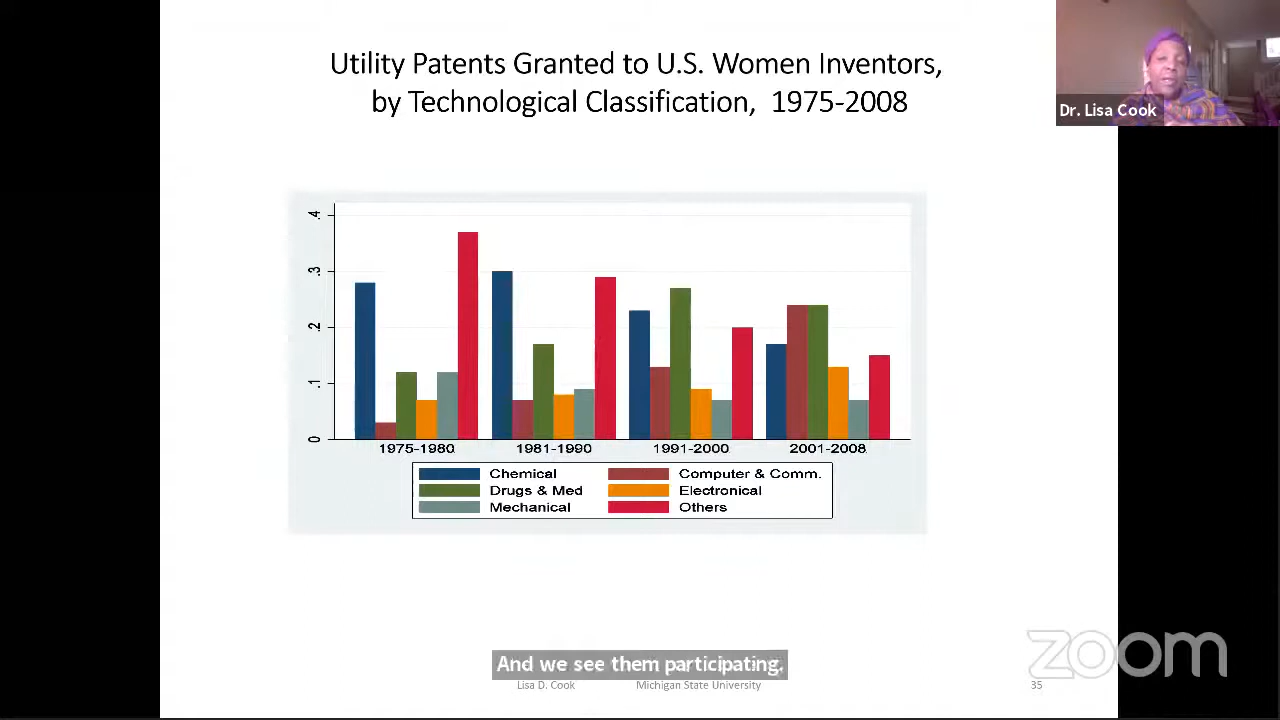 Utility Patents Granted to U.S. Women Inventors,
by Technological Classification, 1975-2008
Dr. Lisa Cook
.4
.3
.2
.1
0
1975-1980
1981-1990
1991-2000
2001-2008
Chemical
Computer & Comm.
Drugs & Med
Electronical
Mechanical
Others
And we see them participating.
Lisa D. Cook
Michigan State University
35
zoom